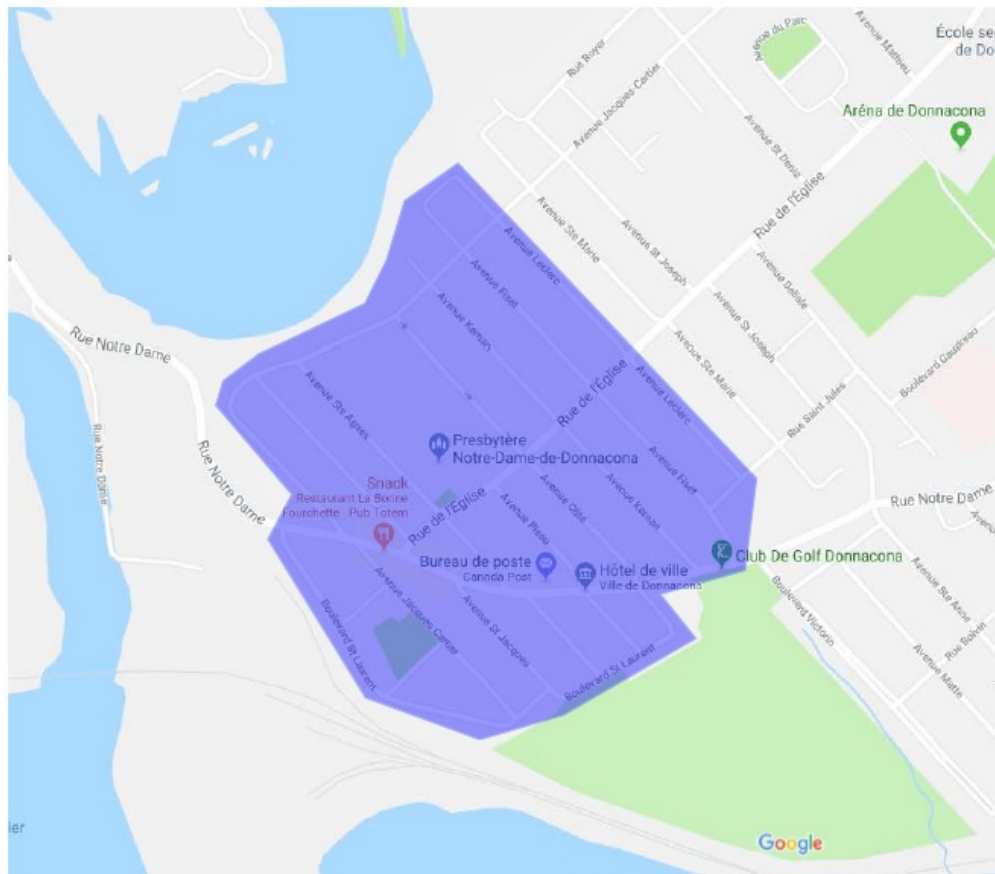 Avenue du Parc
Avenue Mathieu
École se
de Do
Rue Royer
Avenue Jacques-Cartier
Aréna de Donnacona
Avenue St Denis
Rue de l'Église
Avenue Ste Marie
Avenue St Joseph
Avenue Leclerc
Avenue Fiset
Avenue Kernan
Avenue Delisle
Avenue St Joseph
Boulevard Gaudreau
Rue Notre Dame
Avenue Ste Marie
Rue de l'Église
Avenue Leclerc
Avenue Ste Agnes
Rue Saint Jules
Rue Notre Dame
Presbytère
Notre-Dame-de-Donnacona
Rue Notre Dame
Avenue Fiset
Snack
Restaurant La Bonne
Fourchette - Pub Totem
Rue de l'Église
Avenue Pleau
Avenue Kernan
Rue Notre Dame
Bureau de poste
Canada Post
Hôtel de ville
Ville de Donnacona
Club De Golf Donnacona
Avenue Jacques Cartier
Avenue St Jacques
Boulevard St Laurent
Boulevard St Laurent
Boulevard Victorin
Avenue Ste Anne
Rue Boivin
Avenue Matte
Google
ier